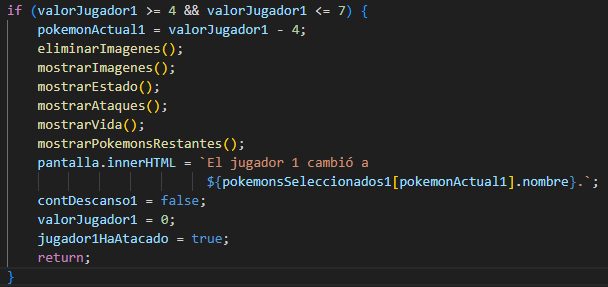 if (valorJugador1 >= 4 && valorJugador1 <= 7) {
    pokemonActual1 = valorJugador1 - 4;
    eliminarImagenes();
    mostrarImagenes();
    mostrarEstado();
    mostrarAtaques();
    mostrarVida();
    mostrarPokemonsRestantes();
    pantalla.innerHTML = `El jugador 1 cambió a
                          ${pokemonsSeleccionados1[pokemonActual1].nombre}.`;
    contDescanso1 = false;
    valorJugador1 = 0;
    jugador1HaAtacado = true;
    return;
}